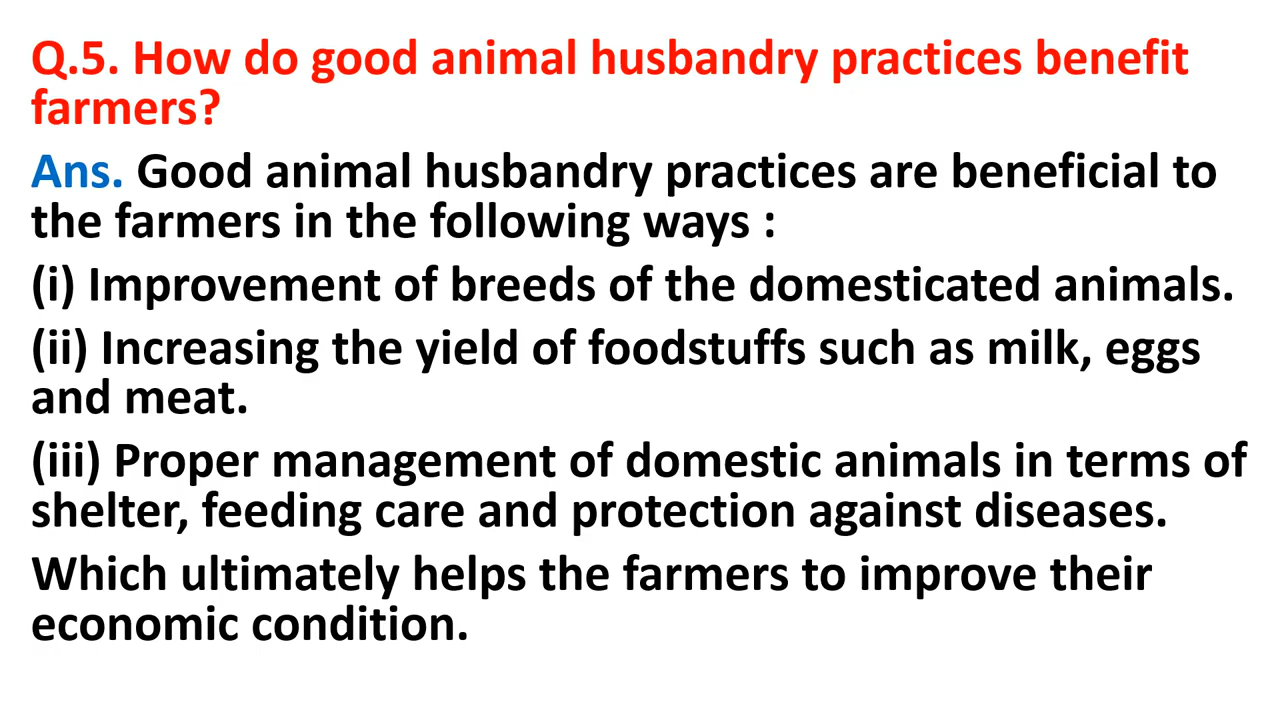 Q.5. How do good animal husbandry practices benefit
farmers?
Ans. Good animal husbandry practices are beneficial to
the farmers in the following ways :
(i) Improvement of breeds of the domesticated animals.
(ii) Increasing the yield of foodstuffs such as milk, eggs
and meat.
(iii) Proper management of domestic animals in terms of
shelter, feeding care and protection against diseases.
Which ultimately helps the farmers to improve their
economic condition.